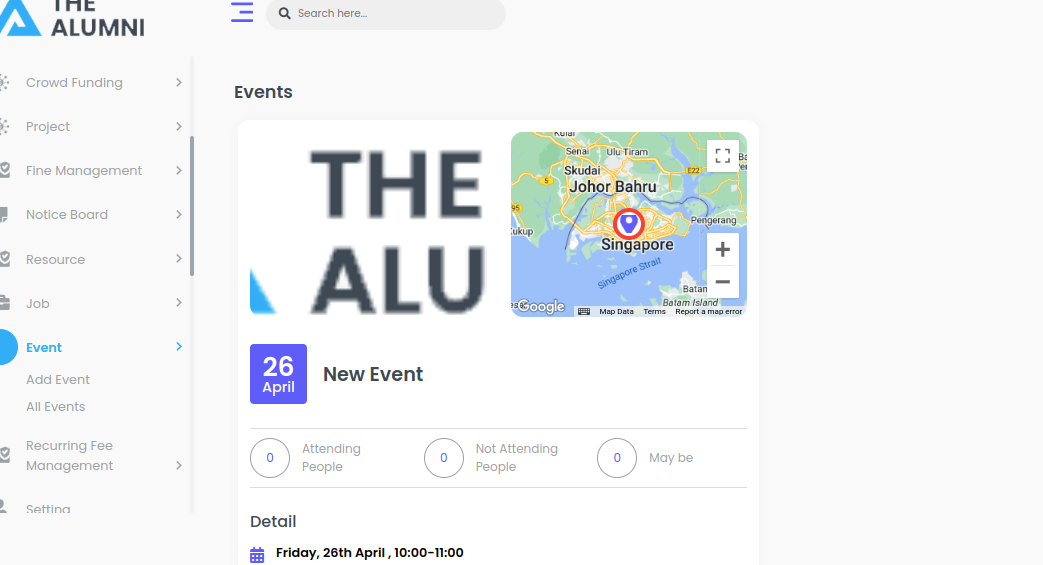 THE
ALUMNI
Search here...
Crowd Funding
Project
Fine Management
Notice Board
Resource
Job
Event
Add Event
All Events
Recurring Fee
Management
Setting
Events
THE
ALU
Kulai
Senai
Ulu Tiram
Skudai
E22
5
Johor Bahru
95
Pengerang
ukup
Singapore
Singapore Strait
Batam
Batam Island
Google
Map Data
Terms
Report a map error
26
April
New Event
0
Attending
People
0
Not Attending
People
0
May be
Detail
Friday, 26th April , 10:00-11:00